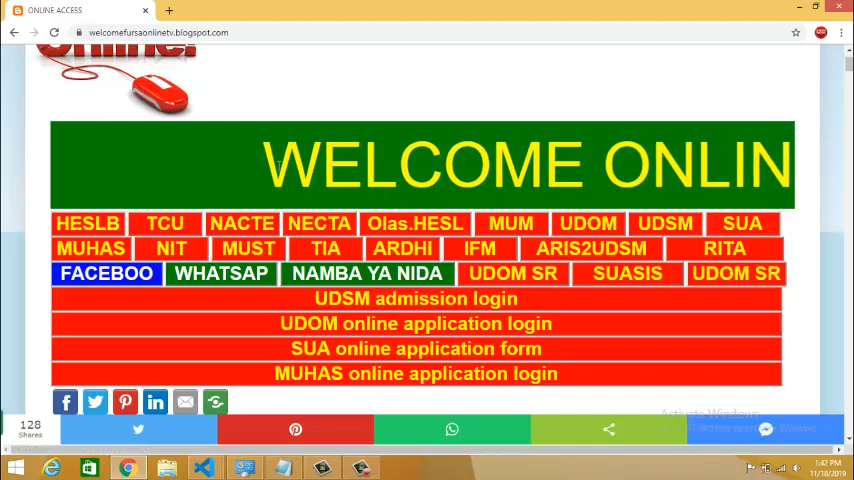 ONLINE ACCESS
welcomefursaonlinetv.blogspot.com
Online!
WELCOME ONLIN
HESLB TCU NACTE NECTA Olas.HESL MUM UDOM UDSM SUA
MUHAS NIT MUST TIA ARDHI IFM ARIS2UDSM RITA
FACEBOO WHATSAP NAMBA YA NIDA UDOM SR SUASIS UDOM SR
UDSM admission login
UDOM online application login
SUA online application form
MUHAS online application login
128
Shares
Activate Windows
1:42 PM
11/18/2019